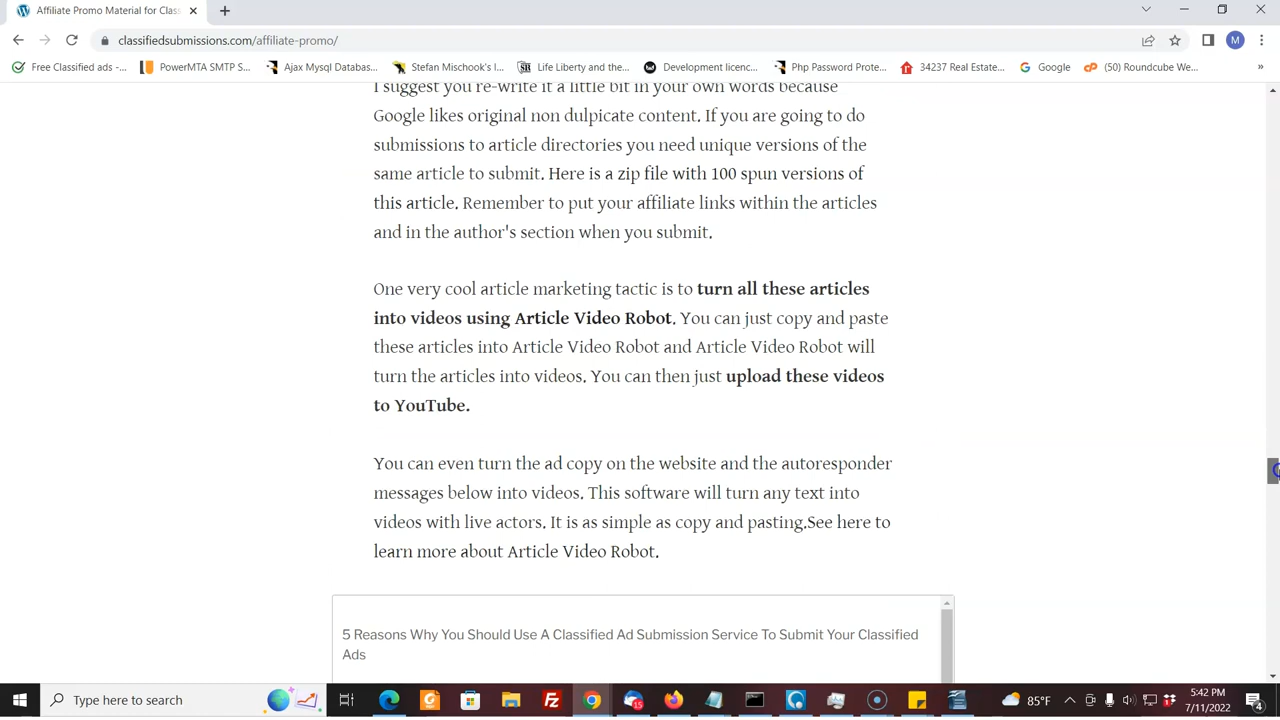 Affiliate Promo Material for Clas
classifiedsubmissions.com/affiliate-promo/
M
Free Classified ads -...
PowerMTA SMTP S...
Ajax Mysql Databas...
Stefan Mischook's I...
Life Liberty and the...
Development licenc...
Php Password Prote...
34237 Real Estate...
Google
(50) Roundcube We...
»
I suggest you re-write it a little bit in your own words because
Google likes original non dulpicate content. If you are going to do
submissions to article directories you need unique versions of the
same article to submit. Here is a zip file with 100 spun versions of
this article. Remember to put your affiliate links within the articles
and in the author's section when you submit.
One very cool article marketing tactic is to turn all these articles
into videos using Article Video Robot. You can just copy and paste
these articles into Article Video Robot and Article Video Robot will
turn the articles into videos. You can then just upload these videos
to YouTube.
You can even turn the ad copy on the website and the autoresponder
messages below into videos. This software will turn any text into
videos with live actors. It is as simple as copy and pasting.See here to
learn more about Article Video Robot.
5 Reasons Why You Should Use A Classified Ad Submission Service To Submit Your Classified
Ads
Type here to search
85°F
5:42 PM
7/11/2022
4